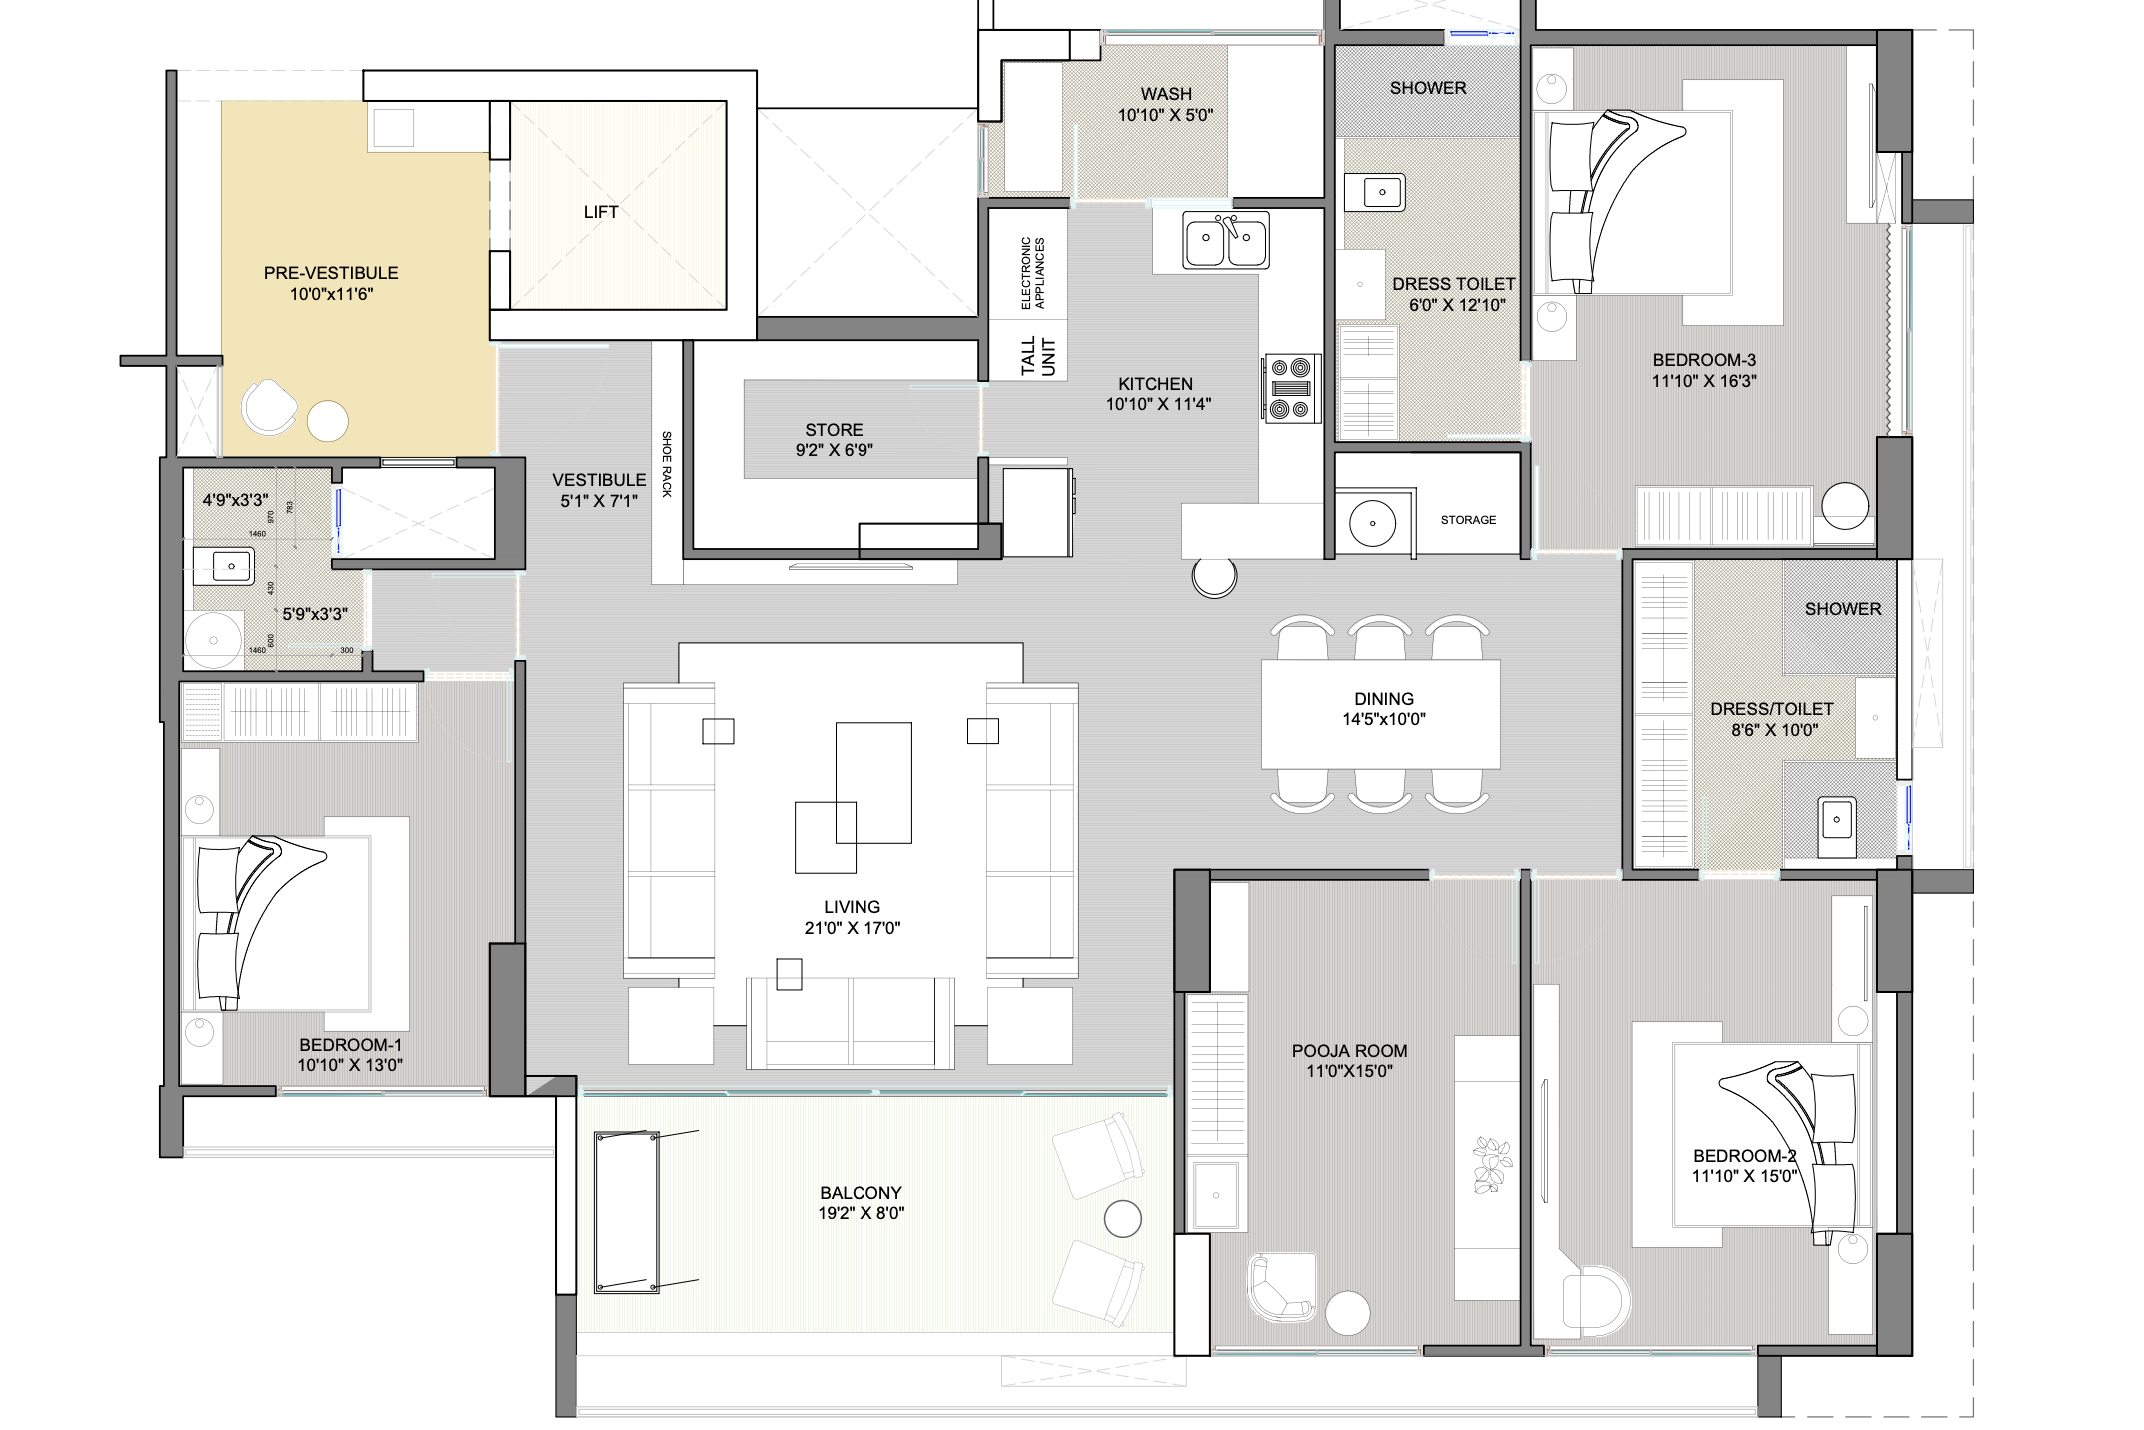 WASH
10'10" X 5'0"
SHOWER
LIFT
ELECTRONIC
APPLIANCES
PRE-VESTIBULE
10'0"x11'6"
DRESS TOILET
6'0" X 12'10"
TALL
UNIT
KITCHEN
10'10" X 11'4"
BEDROOM-3
11'10" X 16'3"
STORE
9'2" X 6'9"
SHOE RACK
VESTIBULE
5'1" X 7'1"
4'9"x3'3"
783
970
1460
STORAGE
430
5'9"x3'3"
600
1460
300
SHOWER
DINING
14'5"x10'0"
DRESS/TOILET
8'6" X 10'0"
LIVING
21'0" X 17'0"
BEDROOM-1
10'10" X 13'0"
POOJA ROOM
11'0"X15'0"
BEDROOM-2
11'10" X 15'0"
BALCONY
19'2" X 8'0"